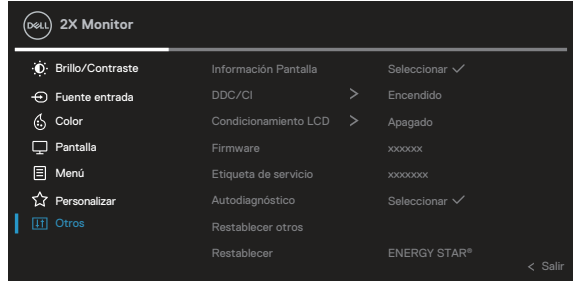 DELL 2X Monitor
Brillo/Contraste
Información Pantalla Seleccionar ✓
Fuente entrada
DDC/CI > Encendido
Color
Condicionamiento LCD > Apagado
Pantalla
Firmware xxxxxx
Menú
Etiqueta de servicio xxxxxxx
Personalizar
Autodiagnóstico Seleccionar ✓
Otros
Restablecer otros
Restablecer ENERGY STAR®
< Salir